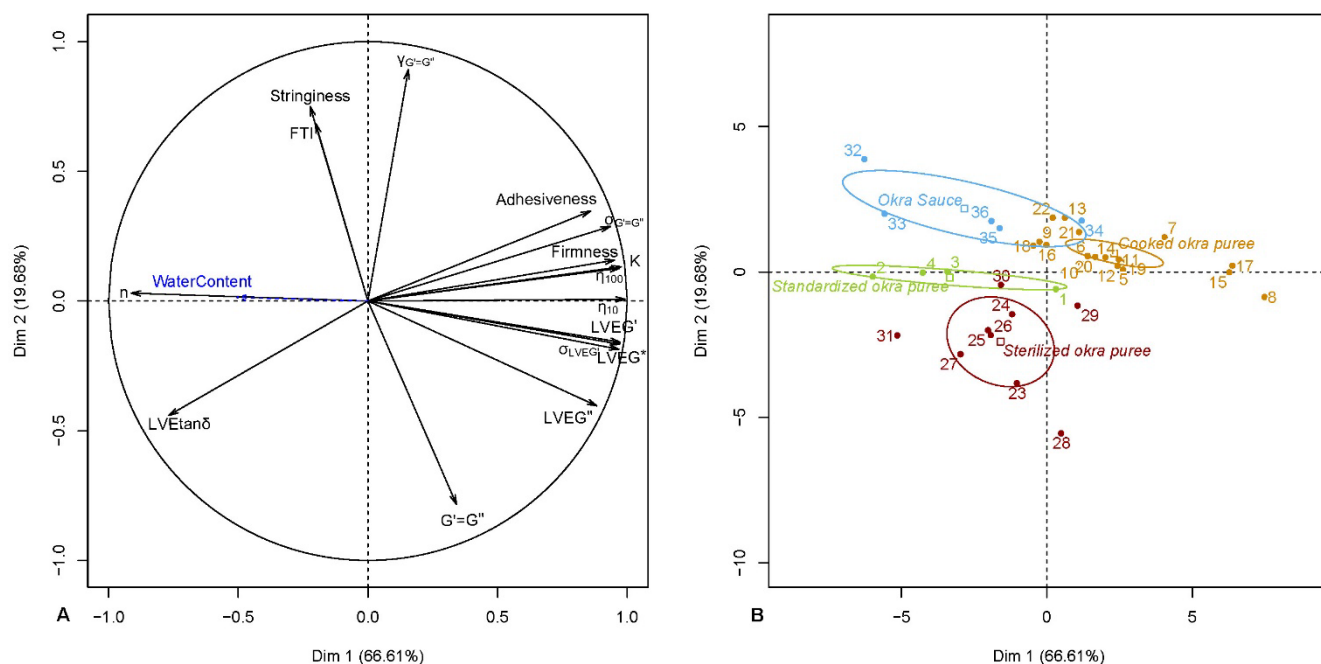 1.0
0.5
0.0
−0.5
−1.0
Dim 2 (19.68%)
γG'=G"
Stringiness
FTI
Adhesiveness
σG'=G"
Firmness
K
η100
WaterContent
n
η10
LVEG'
σLVEG
LVEG*
LVEtanδ
LVEG"
G'=G"
A
−1.0 −0.5 0.0 0.5 1.0
Dim 1 (66.61%)
B
5
0
−5
−10
Dim 2 (19.68%)
32
Okra Sauce
36
33
35
34
22
13
7
21
9
18
16
6
Cooked okra puree
14
11
20
10
12
19
5
17
15
8
2
4
3
Standardized okra puree
1
30
24
29
31
26
25
Sterilized okra puree
27
23
28
−5 0 5
Dim 1 (66.61%)